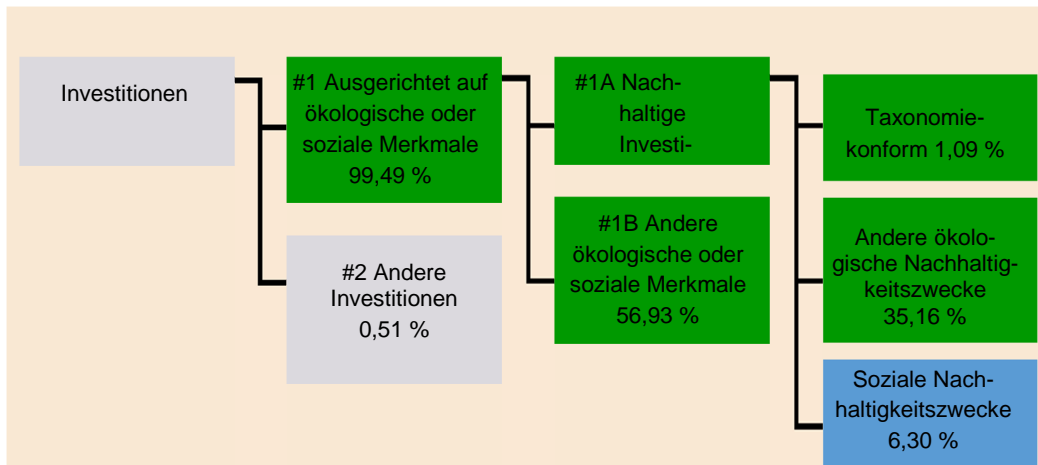 Investitionen
#1 Ausgerichtet auf
ökologische oder
soziale Merkmale
99,49 %
#2 Andere
Investitionen
0,51 %
#1A Nach-
haltige
Investi-
#1B Andere
ökologische oder
soziale Merkmale
56,93 %
Taxonomie-
konform 1,09 %
Andere ökolo-
gische Nachhaltig-
keitszwecke
35,16 %
Soziale Nach-
haltigkeitszwecke
6,30 %